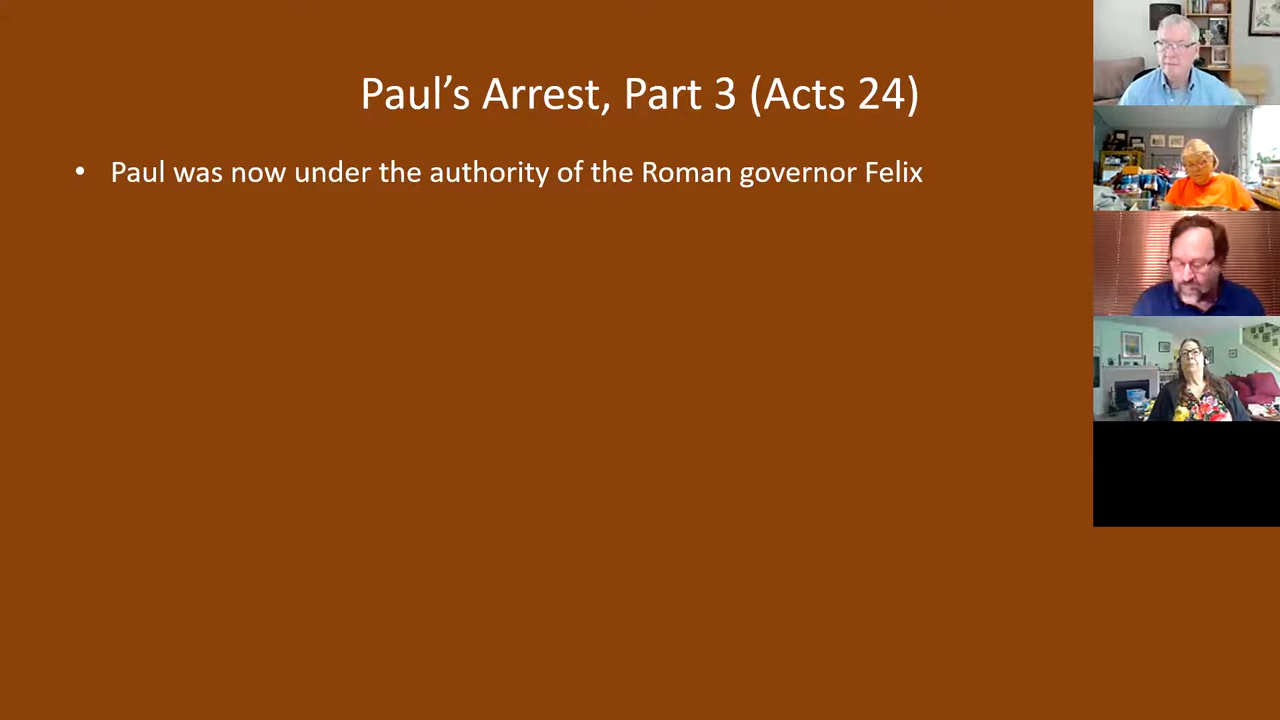 Paul’s Arrest, Part 3 (Acts 24)
• Paul was now under the authority of the Roman governor Felix